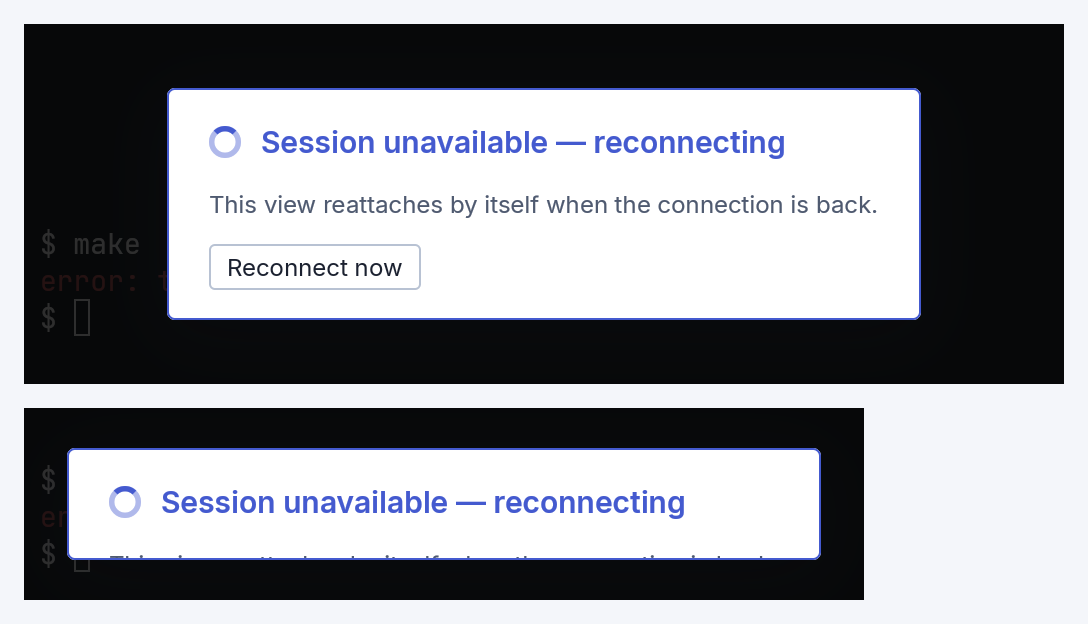 Session unavailable — reconnecting
This view reattaches by itself when the connection is back.
$ make
error: t
$
Reconnect now
$
Session unavailable — reconnecting
er
$